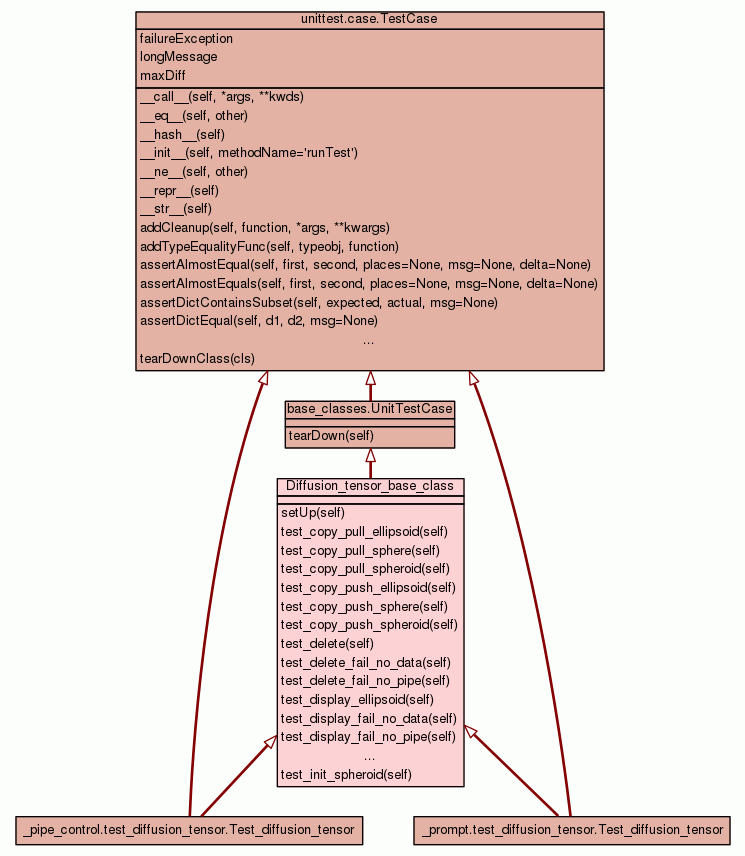 unittest.case.TestCase
failureException
longMessage
maxDiff
__call__(self, *args, **kwds)
__eq__(self, other)
__hash__(self)
__init__(self, methodName='runTest')
__ne__(self, other)
__repr__(self)
__str__(self)
addCleanup(self, function, *args, **kwargs)
addTypeEqualityFunc(self, typeobj, function)
assertAlmostEqual(self, first, second, places=None, msg=None, delta=None)
assertAlmostEquals(self, first, second, places=None, msg=None, delta=None)
assertDictContainsSubset(self, expected, actual, msg=None)
assertDictEqual(self, d1, d2, msg=None)
...
tearDownClass(cls)
base_classes.UnitTestCase
tearDown(self)
Diffusion_tensor_base_class
setUp(self)
test_copy_pull_ellipsoid(self)
test_copy_pull_sphere(self)
test_copy_pull_spheroid(self)
test_copy_push_ellipsoid(self)
test_copy_push_sphere(self)
test_copy_push_spheroid(self)
test_delete(self)
test_delete_fail_no_data(self)
test_delete_fail_no_pipe(self)
test_display_ellipsoid(self)
test_display_fail_no_data(self)
test_display_fail_no_pipe(self)
...
test_init_spheroid(self)
_pipe_control.test_diffusion_tensor.Test_diffusion_tensor
_prompt.test_diffusion_tensor.Test_diffusion_tensor